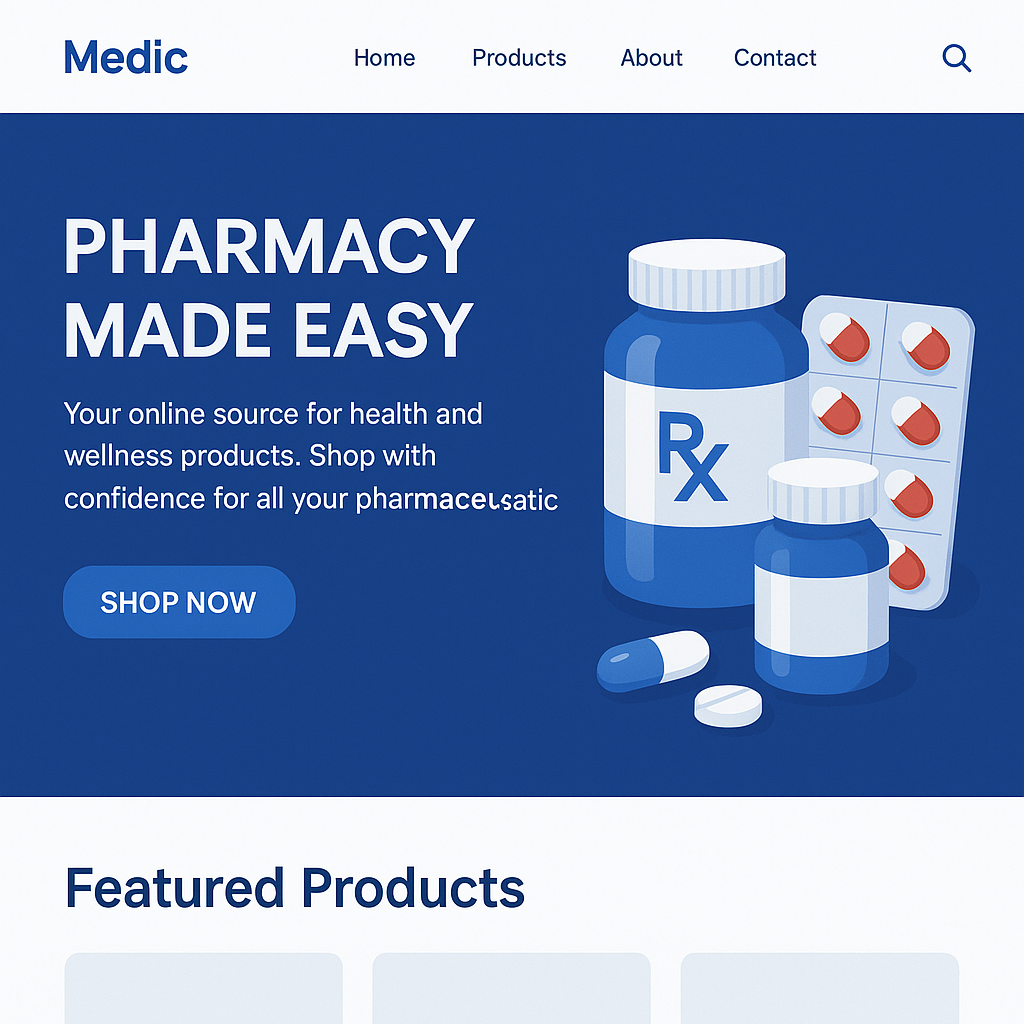 Medic
Home Products About Contact
PHARMACY
MADE EASY
Your online source for health and
wellness products. Shop with
confidence for all your
SHOP NOW
Rx
Featured Products